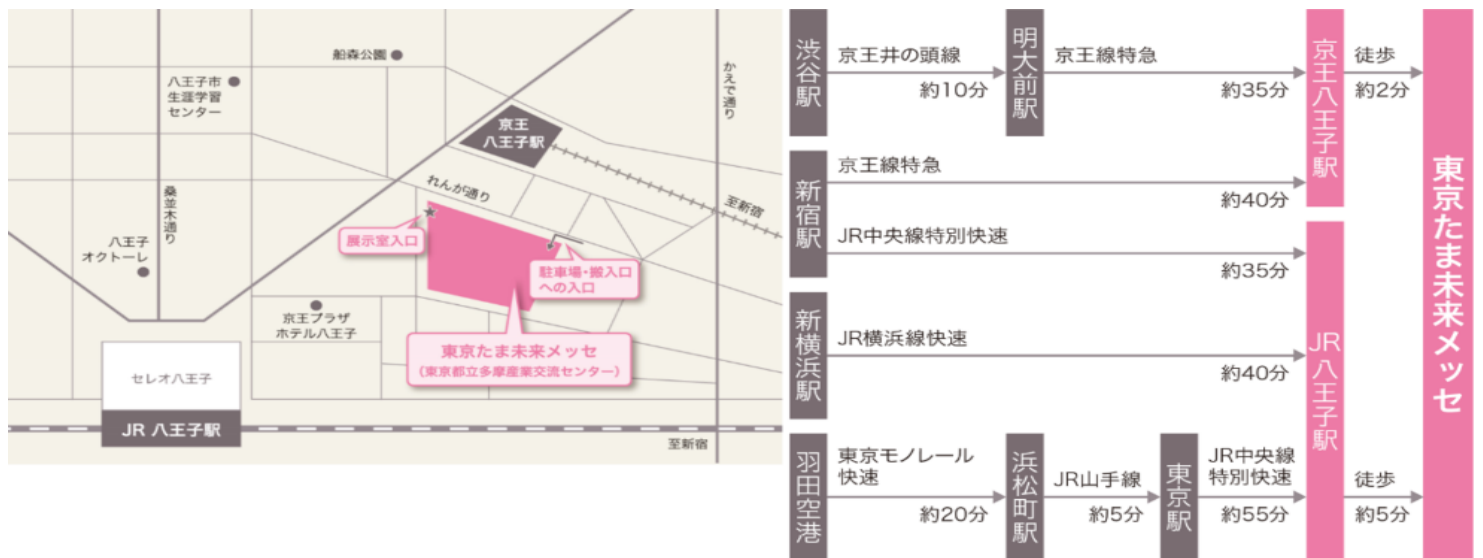 船森公園
八王子市
生涯学習
センター
かえで通り
京王
八王子駅
桑並木通り
れんが通り
至新宿
八王子
オクトーレ
展示室入口
駐車場・搬入口
への入口
京王プラザ
ホテル八王子
東京たま未来メッセ
(東京都立多摩産業交流センター)
セレオ八王子
JR 八王子駅
至新宿
渋谷駅
京王井の頭線
約10分
明大前駅
京王線特急
約35分
京王八王子駅
徒歩
約2分
東京たま未来メッセ
新宿駅
京王線特急
約40分
JR中央線特別快速
約35分
新横浜駅
JR横浜線快速
約40分
JR八王子駅
羽田空港
東京モノレール
快速
約20分
浜松町駅
JR山手線
約5分
東京駅
JR中央線
特別快速
約55分
徒歩
約5分